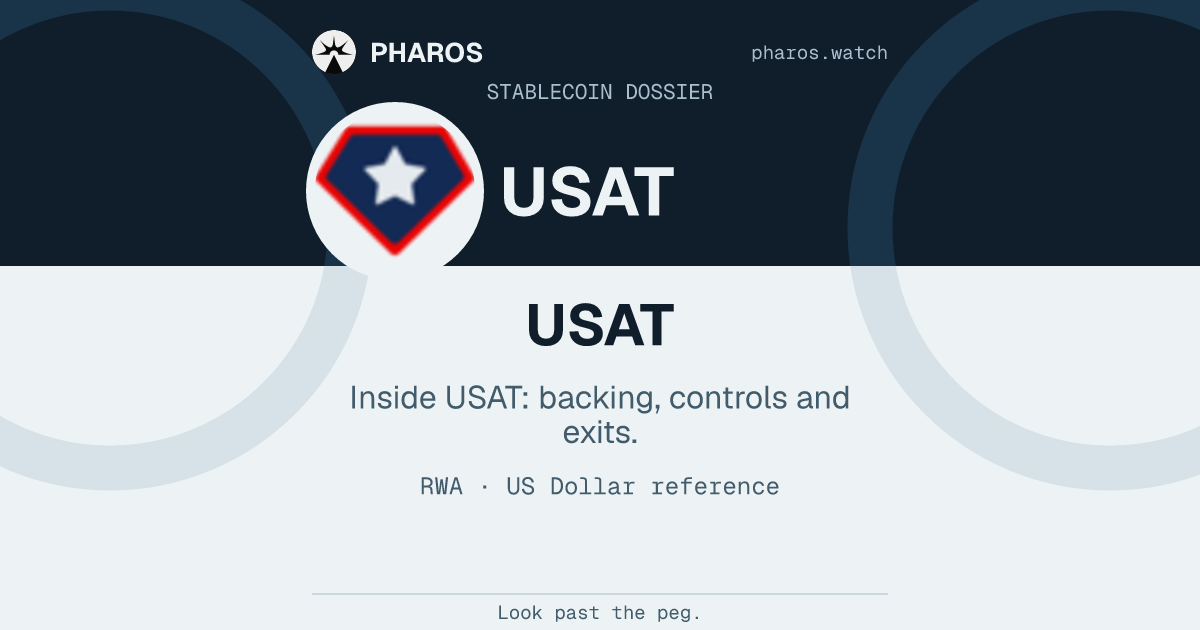 PHAROS
pharos.watch
STABLECOIN DOSSIER
USAT
USAT
Inside USAT: backing, controls and
exits.
RWA · US Dollar reference
Look past the peg.